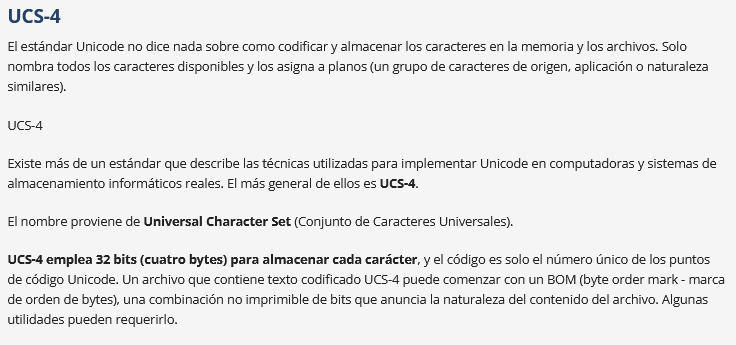 UCS-4
El estándar Unicode no dice nada sobre como codificar y almacenar los caracteres en la memoria y los archivos. Solo
nombra todos los caracteres disponibles y los asigna a planos (un grupo de caracteres de origen, aplicación o naturaleza
similares).
UCS-4
Existe más de un estándar que describe las técnicas utilizadas para implementar Unicode en computadoras y sistemas de
almacenamiento informáticos reales. El más general de ellos es UCS-4.
El nombre proviene de Universal Character Set (Conjunto de Caracteres Universales).
UCS-4 emplea 32 bits (cuatro bytes) para almacenar cada carácter, y el código es solo el número único de los puntos
de código Unicode. Un archivo que contiene texto codificado UCS-4 puede comenzar con un BOM (byte order mark - marca
de orden de bytes), una combinación no imprimible de bits que anuncia la naturaleza del contenido del archivo. Algunas
utilidades pueden requerirlo.